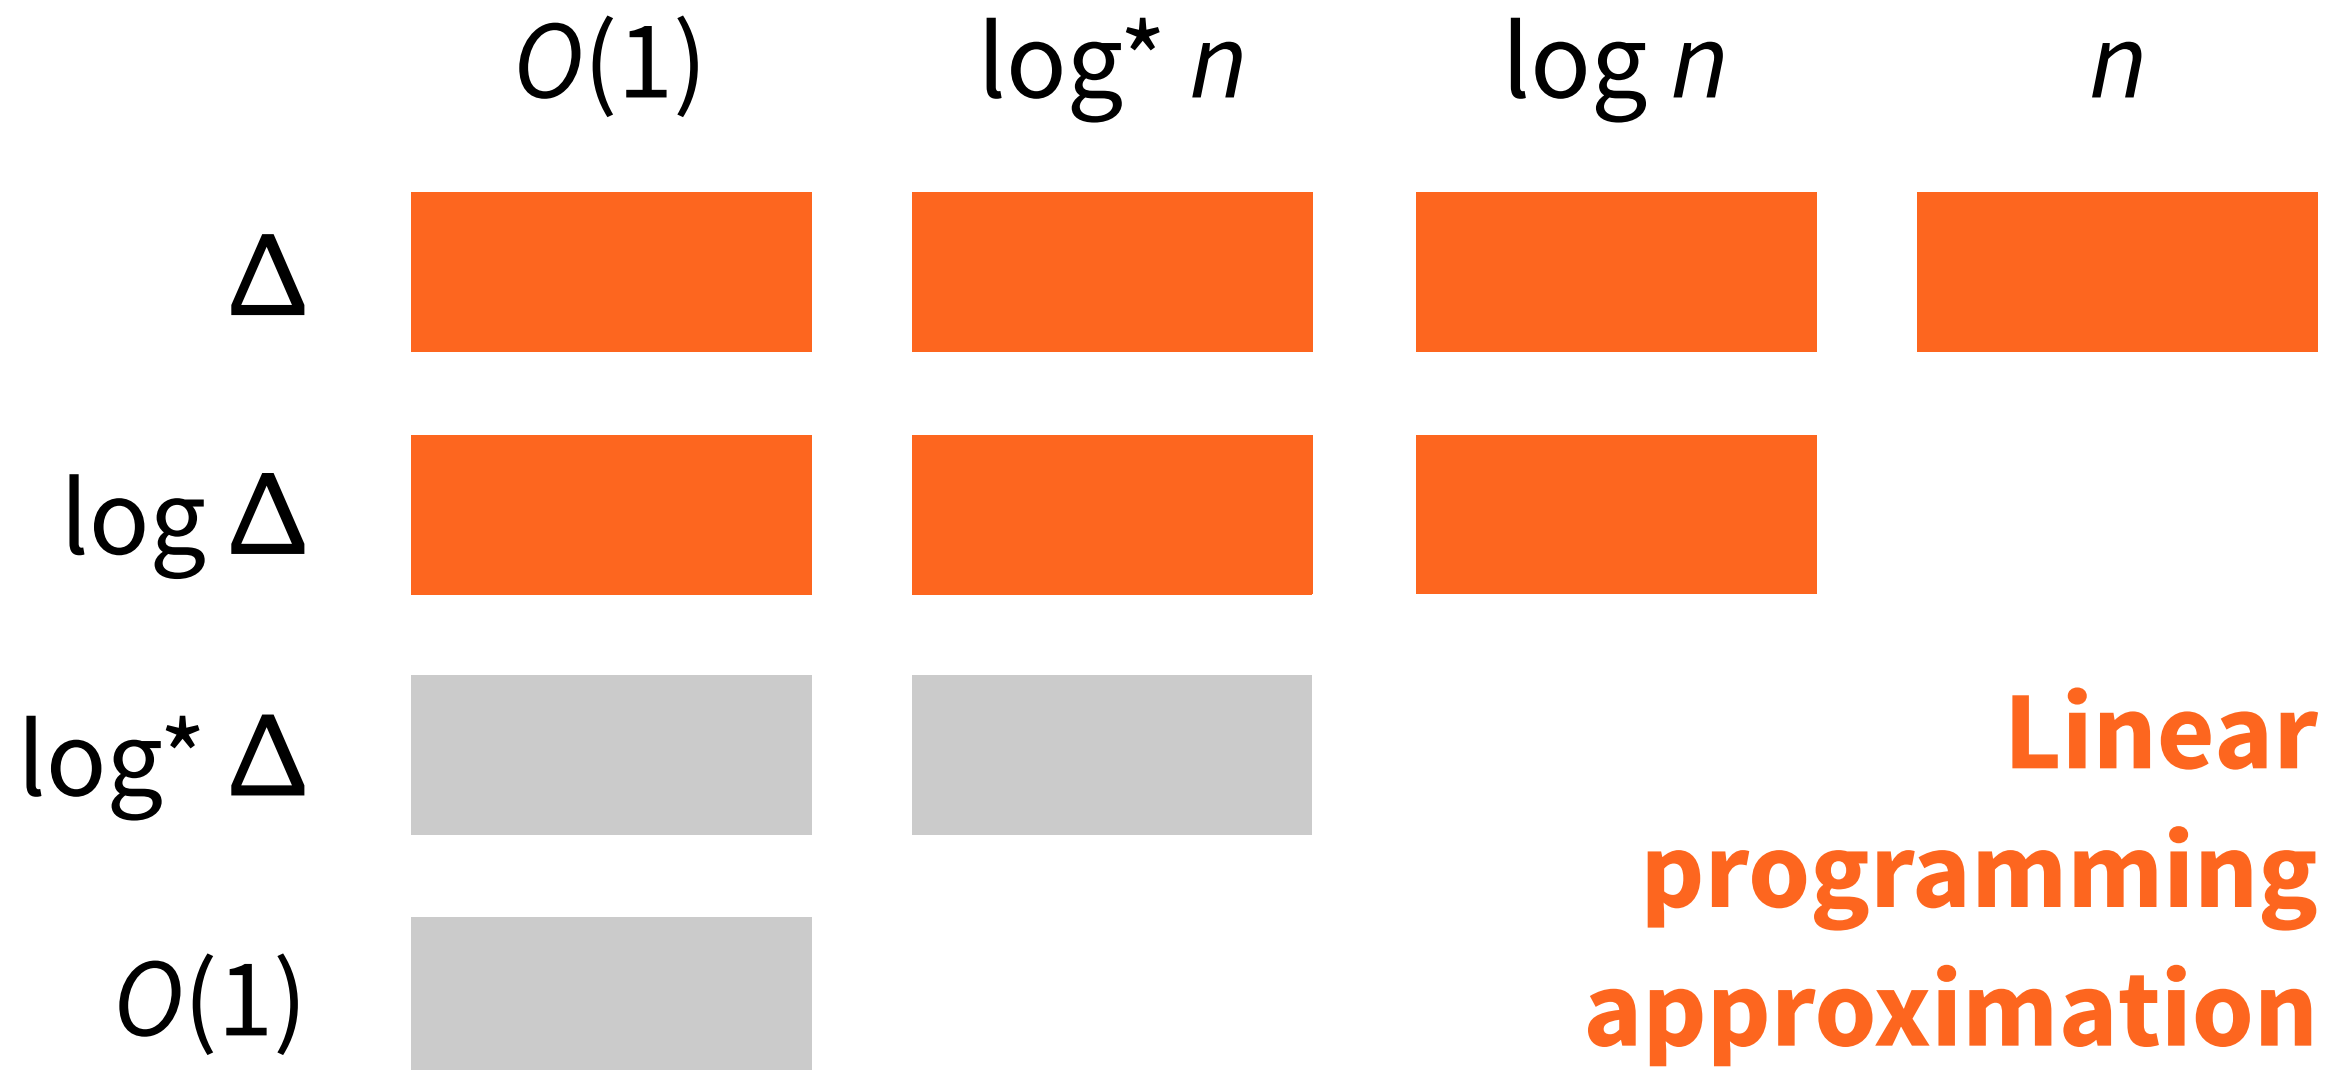 O(1) log* n log n n
Δ
log Δ
log* Δ
O(1)
Linear
programming
approximation